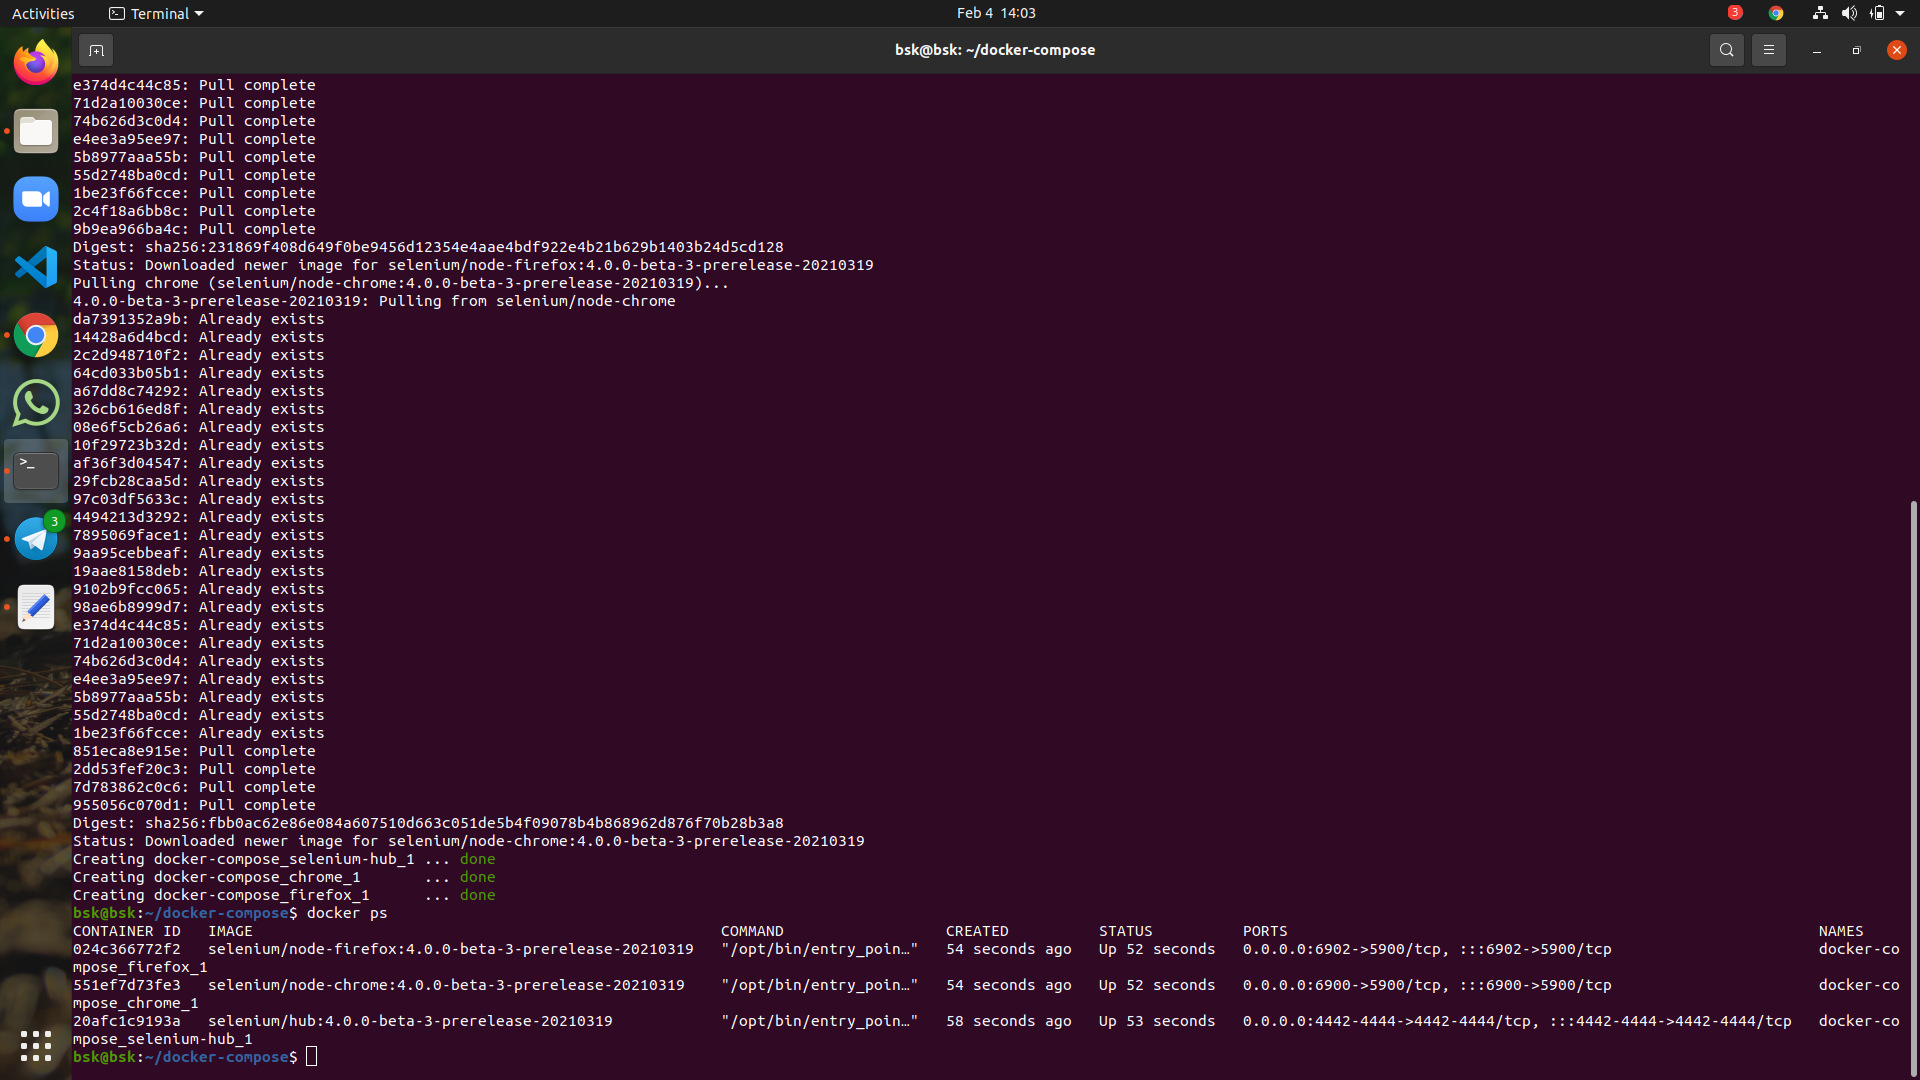 Activities
Terminal
Feb 4 14:03
3
bsk@bsk: ~/docker-compose
e374d4c44c85: Pull complete
71d2a10030ce: Pull complete
74b626d3c0d4: Pull complete
e4ee3a95ee97: Pull complete
5b8977aaa55b: Pull complete
55d2748ba0cd: Pull complete
1be23f66fcce: Pull complete
2c4f18a6bb8c: Pull complete
9b9ea966ba4c: Pull complete
Digest: sha256:231869f408d649f0be9456d12354e4aae4bdf922e4b21b629b1403b24d5cd128
Status: Downloaded newer image for selenium/node-firefox:4.0.0-beta-3-prerelease-20210319
Pulling chrome (selenium/node-chrome:4.0.0-beta-3-prerelease-20210319)...
4.0.0-beta-3-prerelease-20210319: Pulling from selenium/node-chrome
da7391352a9b: Already exists
14428a6d4bcd: Already exists
2c2d948710f2: Already exists
64cd033b05b1: Already exists
a67dd8c74292: Already exists
326cb616ed8f: Already exists
08e6f5cb26a6: Already exists
10f29723b32d: Already exists
af36f3d04547: Already exists
29fcb28caa5d: Already exists
97c03df5633c: Already exists
4494213d3292: Already exists
7895069face1: Already exists
9aa95cebbeaf: Already exists
19aae8158deb: Already exists
9102b9fcc065: Already exists
98ae6b8999d7: Already exists
e374d4c44c85: Already exists
71d2a10030ce: Already exists
74b626d3c0d4: Already exists
e4ee3a95ee97: Already exists
5b8977aaa55b: Already exists
55d2748ba0cd: Already exists
1be23f66fcce: Already exists
851eca8e915e: Pull complete
2dd53fef20c3: Pull complete
7d783862c0c6: Pull complete
955056c070d1: Pull complete
Digest: sha256:fbb0ac62e86e084a607510d663c051de5b4f09078b4b868962d876f70b28b3a8
Status: Downloaded newer image for selenium/node-chrome:4.0.0-beta-3-prerelease-20210319
Creating docker-compose_selenium-hub_1 ... done
Creating docker-compose_chrome_1       ... done
Creating docker-compose_firefox_1      ... done
bsk@bsk:~/docker-compose$ docker ps
CONTAINER ID   IMAGE                                                    COMMAND                  CREATED          STATUS          PORTS                                                           NAMES
024c366772f2   selenium/node-firefox:4.0.0-beta-3-prerelease-20210319   "/opt/bin/entry_poin…"   54 seconds ago   Up 52 seconds   0.0.0.0:6902->5900/tcp, :::6902->5900/tcp                       docker-co
mpose_firefox_1
551ef7d73fe3   selenium/node-chrome:4.0.0-beta-3-prerelease-20210319    "/opt/bin/entry_poin…"   54 seconds ago   Up 52 seconds   0.0.0.0:6900->5900/tcp, :::6900->5900/tcp                       docker-co
mpose_chrome_1
20afc1c9193a   selenium/hub:4.0.0-beta-3-prerelease-20210319            "/opt/bin/entry_poin…"   58 seconds ago   Up 53 seconds   0.0.0.0:4442-4444->4442-4444/tcp, :::4442-4444->4442-4444/tcp   docker-co
mpose_selenium-hub_1
bsk@bsk:~/docker-compose$
3